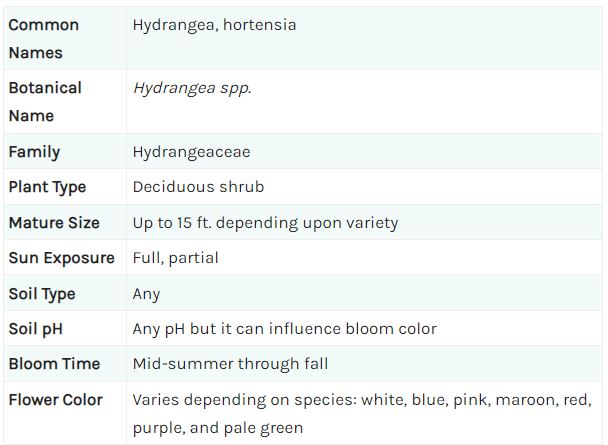 Common Names Hydrangea, hortensia
Botanical Name Hydrangea spp.
Family Hydrangeaceae
Plant Type Deciduous shrub
Mature Size Up to 15 ft. depending upon variety
Sun Exposure Full, partial
Soil Type Any
Soil pH Any pH but it can influence bloom color
Bloom Time Mid-summer through fall
Flower Color Varies depending on species: white, blue, pink, maroon, red,
purple, and pale green